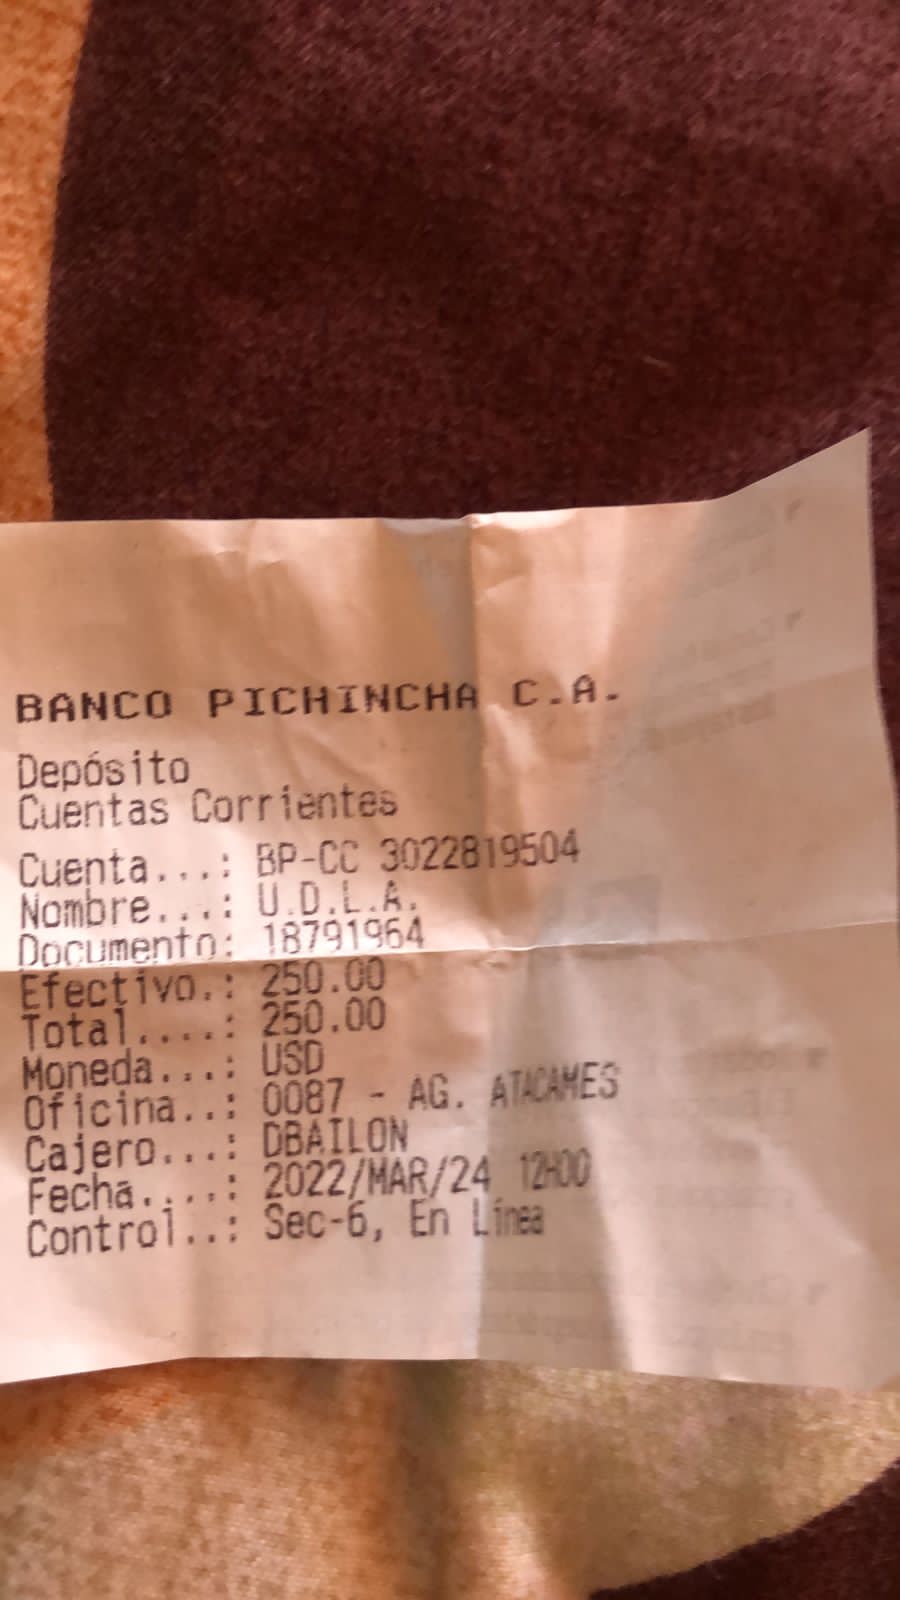 BANCO PICHINCHA C.A.
Depósito
Cuentas Corrientes
Cuenta...: BP-CC 3022819504
Nombre...: U.D.L.A.
Documento: 18791964
Efectivo.: 250.00
Total....: 250.00
Moneda...: USD
Oficina..: 0087 - AG. ATACAMES
Cajero...: DBAILON
Fecha....: 2022/MAR/24 12H00
Control..: Sec-6, En Línea